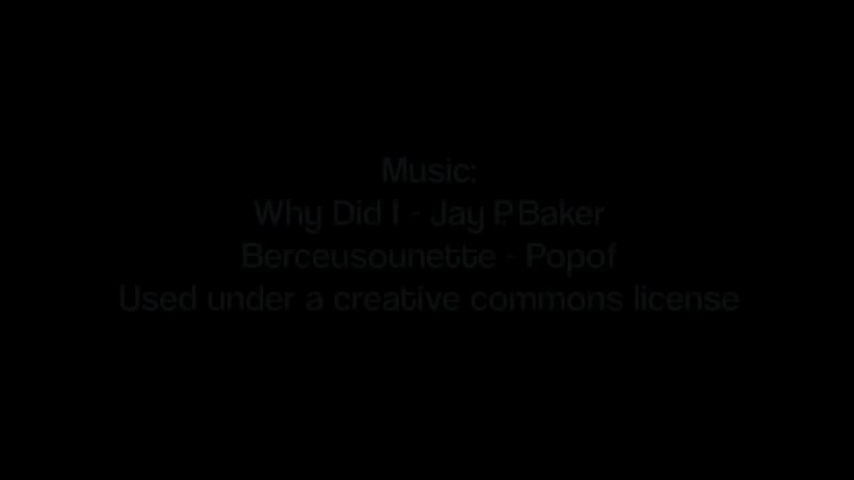 Music:
Why Did I - Jay P. Baker
Berceusounette - Popof
Used under a creative commons license